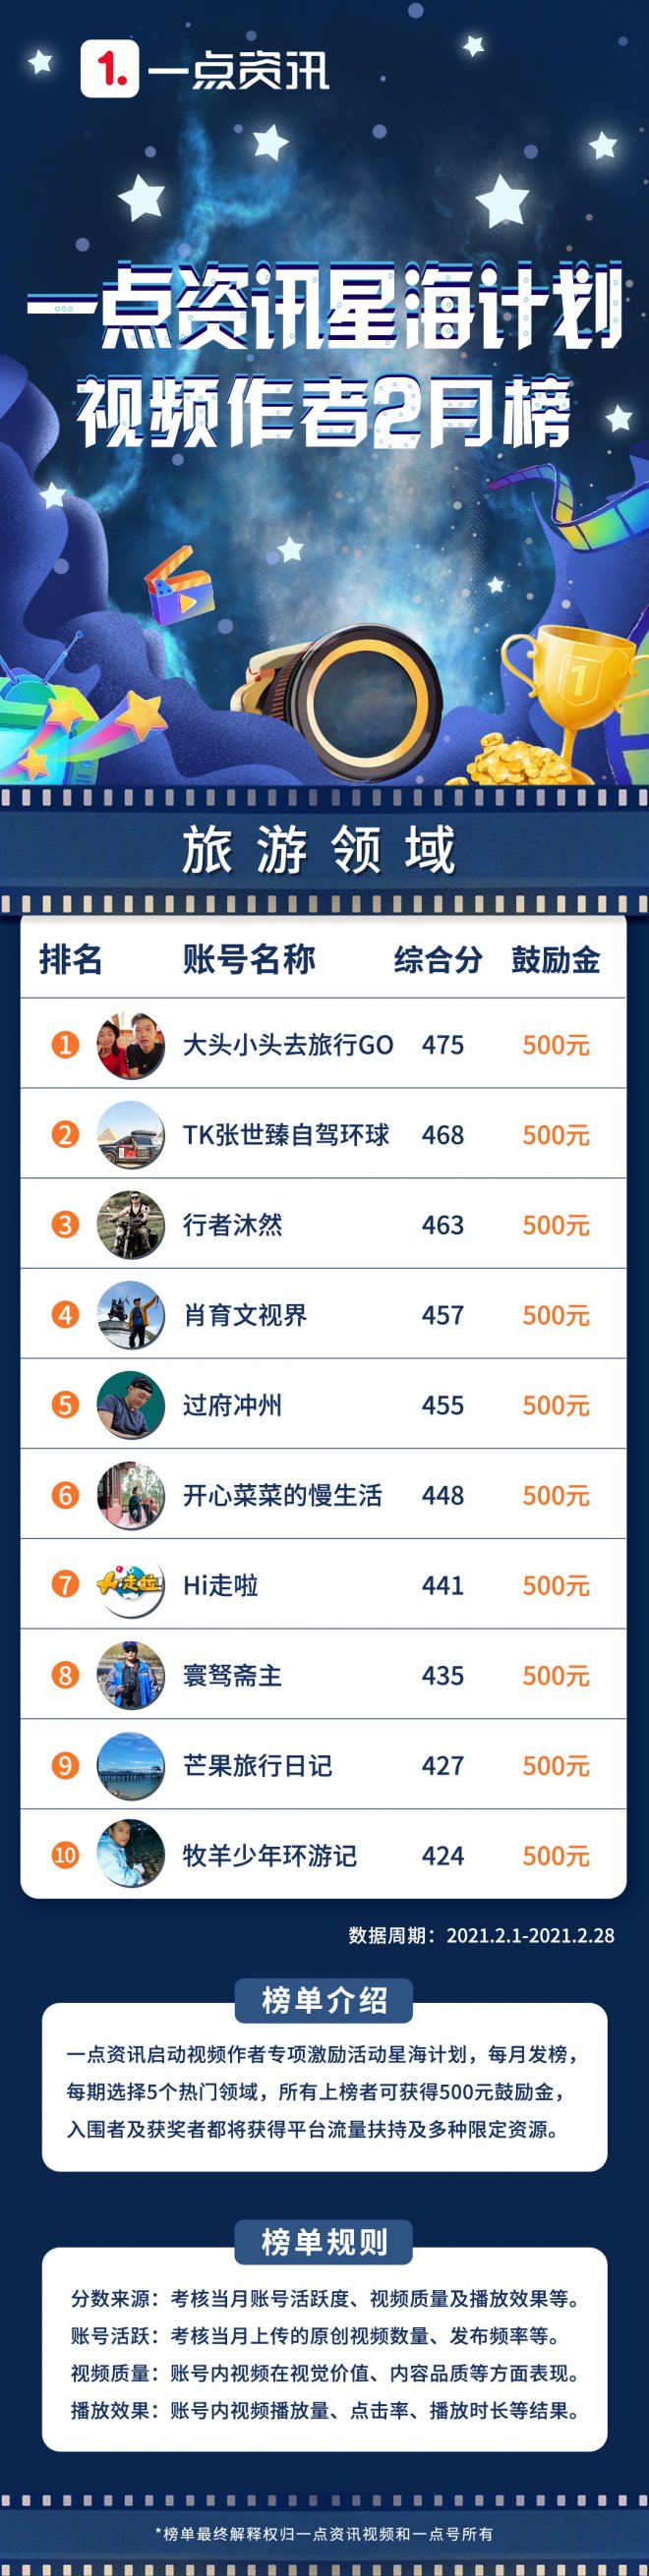 1. 一点资讯
一点资讯星海计划
视频作者2月榜
1
旅游领域
排名 账号名称 综合分 鼓励金
1 大头小头去旅行GO 475 500元
2 TK张世臻自驾环球 468 500元
3 行者沐然 463 500元
4 肖育文视界 457 500元
5 过府冲州 455 500元
6 开心菜菜的慢生活 448 500元
7 Hi走啦 Hi走啦 441 500元
8 寰驽斋主 435 500元
9 芒果旅行日记 427 500元
10 牧羊少年环游记 424 500元
数据周期：2021.2.1-2021.2.28
榜单介绍
一点资讯启动视频作者专项激励活动星海计划，每月发榜，
每期选择5个热门领域，所有上榜者可获得500元鼓励金，
入围者及获奖者都将获得平台流量扶持及多种限定资源。
榜单规则
分数来源：考核当月账号活跃度、视频质量及播放效果等。
账号活跃：考核当月上传的原创视频数量、发布频率等。
视频质量：账号内视频在视觉价值、内容品质等方面表现。
播放效果：账号内视频播放量、点击率、播放时长等结果。
*榜单最终解释权归一点资讯视频和一点号所有